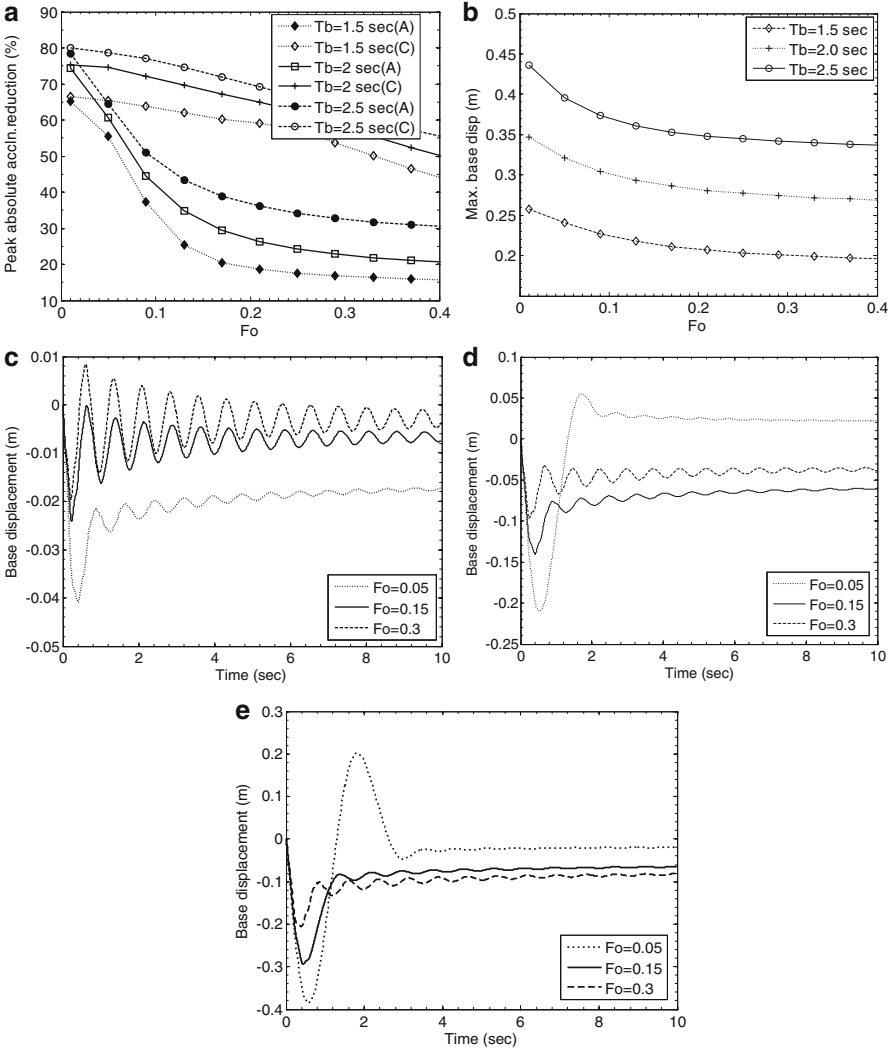 a
Peak absolute accln.reduction (%)
90
80
70
60
50
40
30
20
10
0
0.1
0.2
0.3
0.4
Fo
Tb=1.5 sec(A)
Tb=1.5 sec(C)
Tb=2 sec(A)
Tb=2 sec(C)
Tb=2.5 sec(A)
Tb=2.5 sec(C)
b
Max. base disp (m)
0.5
0.45
0.4
0.35
0.3
0.25
0.2
0
0.1
0.2
0.3
0.4
Fo
Tb=1.5 sec
Tb=2.0 sec
Tb=2.5 sec
c
Base displacement (m)
0.01
0
-0.01
-0.02
-0.03
-0.04
-0.05
0
2
4
6
8
10
Time (sec)
Fo=0.05
Fo=0.15
Fo=0.3
d
Base displacement (m)
0.1
0.05
0
-0.05
-0.1
-0.15
-0.2
-0.25
0
2
4
6
8
10
Time (sec)
Fo=0.05
Fo=0.15
Fo=0.3
e
Base displacement (m)
0.3
0.2
0.1
0
-0.1
-0.2
-0.3
-0.4
0
2
4
6
8
10
Time (sec)
Fo=0.05
Fo=0.15
Fo=0.3